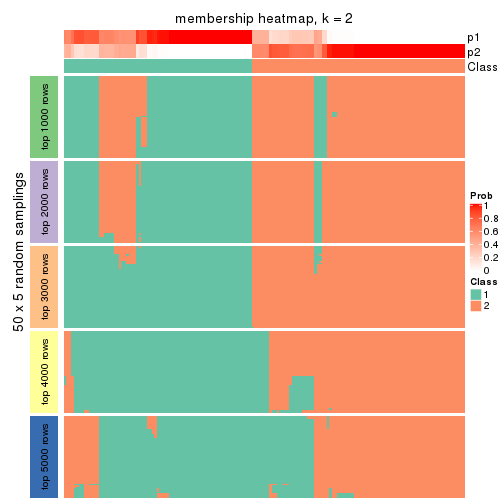 membership heatmap, k = 2
p1
p2
Class
50 x 5 random samplings
top 1000 rows
top 2000 rows
top 3000 rows
top 4000 rows
top 5000 rows
Prob
1
0.8
0.6
0.4
0.2
0
Class
1
2